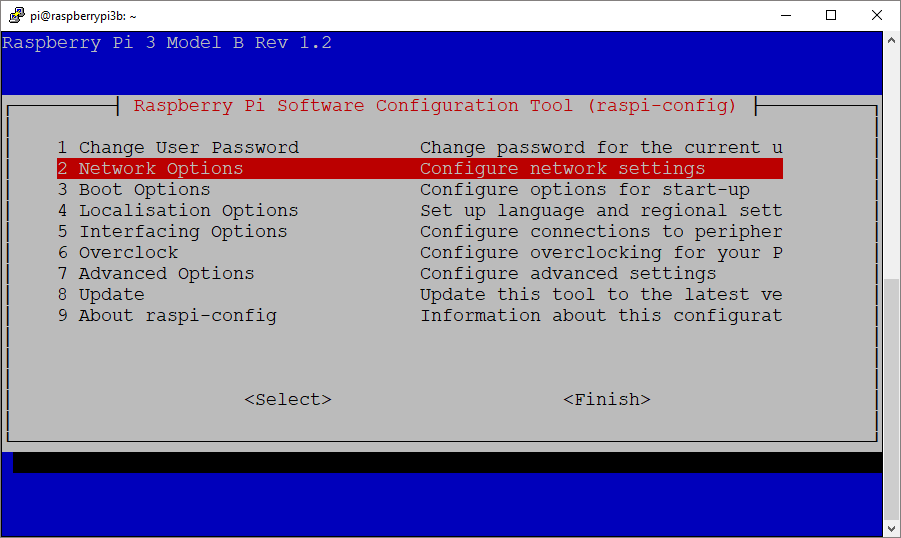 pi@raspberrypi3b: ~
Raspberry Pi 3 Model B Rev 1.2
Raspberry Pi Software Configuration Tool (raspi-config)
1 Change User Password Change password for the current u
2 Network Options Configure network settings
3 Boot Options Configure options for start-up
4 Localisation Options Set up language and regional sett
5 Interfacing Options Configure connections to peripher
6 Overclock Configure overclocking for your P
7 Advanced Options Configure advanced settings
8 Update Update this tool to the latest ve
9 About raspi-config Information about this configurat
<Select> <Finish>